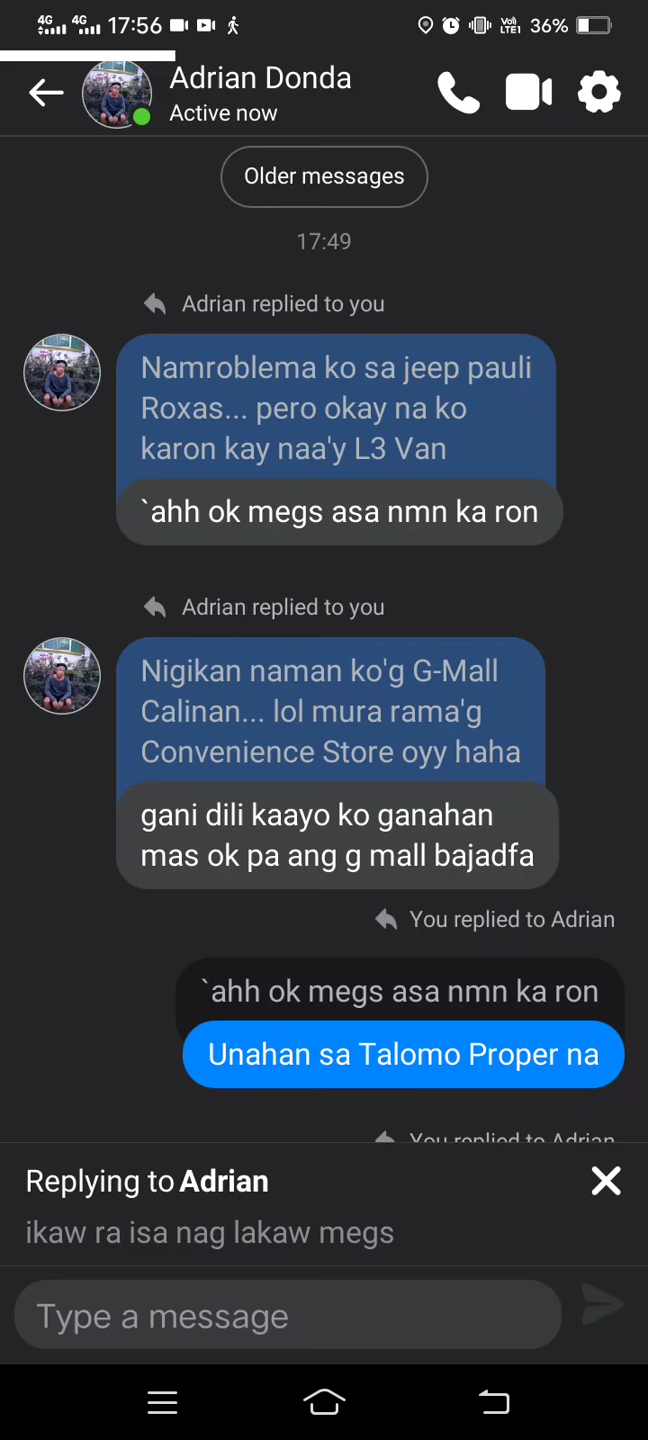 4G 4G 17:56 VoD LTE1 36%
Adrian Donda
Active now
Older messages
17:49
Adrian replied to you
Namroblema ko sa jeep pauli
Roxas... pero okay na ko
karon kay naa'y L3 Van
`ahh ok megs asa nmn ka ron
Adrian replied to you
Nigikan naman ko'g G-Mall
Calinan... lol mura rama'g
Convenience Store oyy haha
gani dili kaayo ko ganahan
mas ok pa ang g mall bajadfa
You replied to Adrian
`ahh ok megs asa nmn ka ron
Unahan sa Talomo Proper na
You replied to Adrian
Replying to Adrian
ikaw ra isa nag lakaw megs
Type a message